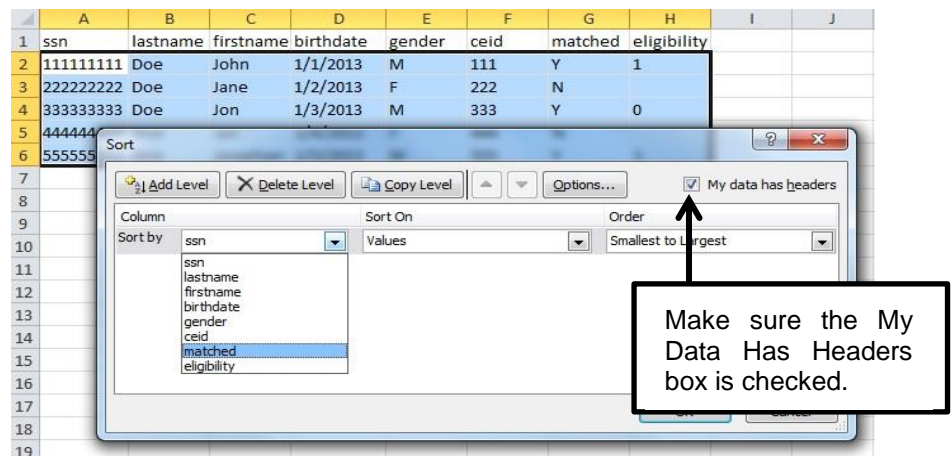 A B C D E F G H I J
1 ssn lastname firstname birthdate gender ceid matched eligibility
2 111111111 Doe John 1/1/2013 M 111 Y 1
3 222222222 Doe Jane 1/2/2013 F 222 N
4 333333333 Doe Jon 1/3/2013 M 333 Y 0
5 444444
6 555555
7
8
9
10
11
12
13
14
15
16
17
18
19
Sort
Add Level Delete Level Copy Level Options... My data has headers
Column Sort On Order
Sort by ssn Values Smallest to Largest
ssn
lastname
firstname
birthdate
gender
ceid
matched
eligibility
Make sure the My
Data Has Headers
box is checked.